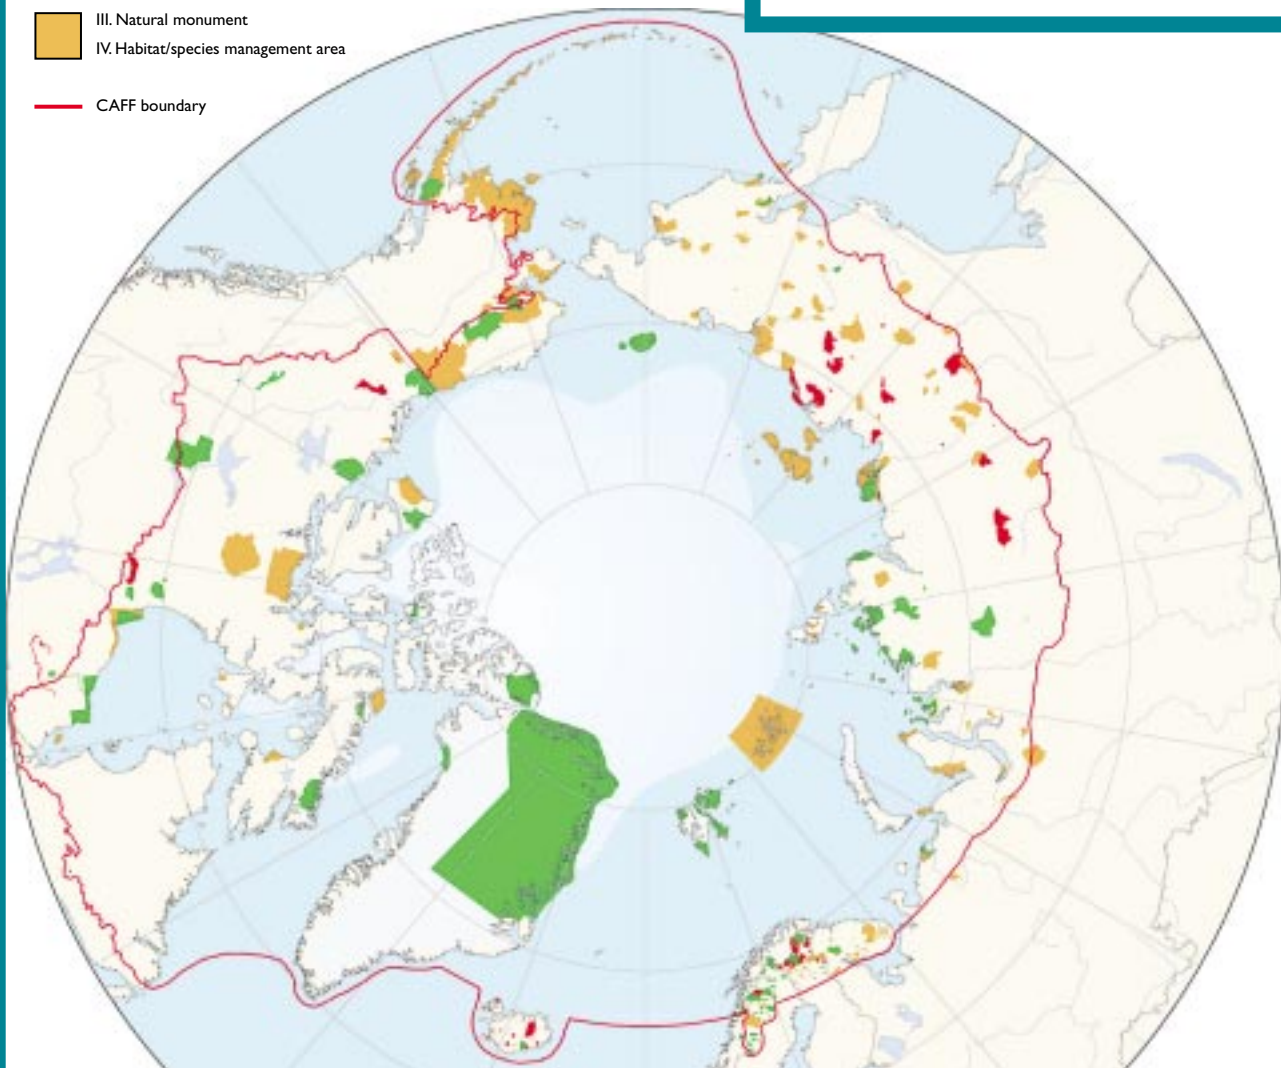 III. Natural monument
IV. Habitat/species management area
CAFF boundary